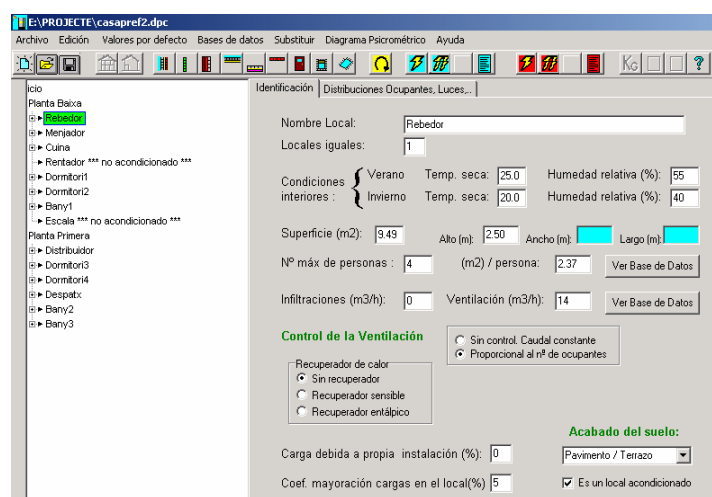 E:\PROJECTE\casapref2.dpc
Archivo Edición Valores por defecto Bases de datos Substituir Diagrama Psicrométrico Ayuda
KG ?
icio
Planta Baixa
Rebedor
Menjador
Cuina
Rentador *** no acondicionado ***
Dormitori1
Dormitori2
Bany1
Escala *** no acondicionado ***
Planta Primera
Distribuidor
Dormitori3
Dormitori4
Despatx
Bany2
Bany3
Identificación Distribuciones Ocupantes, Luces,..
Nombre Local: Rebedor
Locales iguales: 1
Condiciones interiores :
Verano Temp. seca: 25.0 Humedad relativa (%): 55
Invierno Temp. seca: 20.0 Humedad relativa (%): 40
Superficie (m2): 9.49 Alto (m): 2.50 Ancho (m): Largo (m):
Nº máx de personas : 4 (m2) / persona: 2.37 Ver Base de Datos
Infiltraciones (m3/h): 0 Ventilación (m3/h): 14 Ver Base de Datos
Control de la Ventilación
Sin control. Caudal constante
Proporcional al nº de ocupantes
Recuperador de calor
Sin recuperador
Recuperador sensible
Recuperador entálpico
Acabado del suelo:
Carga debida a propia instalación (%): 0 Pavimento / Terrazo
Coef. mayoración cargas en el local(%) 5 Es un local acondicionado